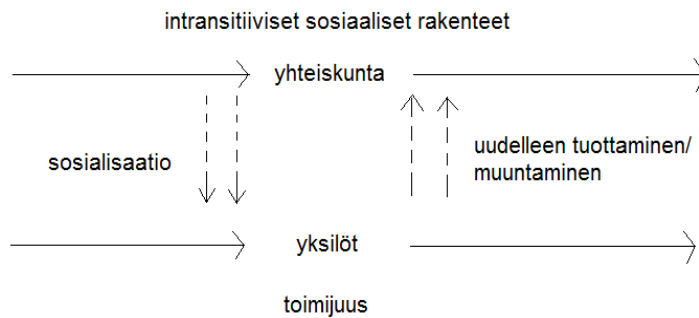 intransitiiviset sosiaaliset rakenteet
yhteiskunta
sosialisaatio
uudelleen tuottaminen/
muuntaminen
yksilöt
toimijuus